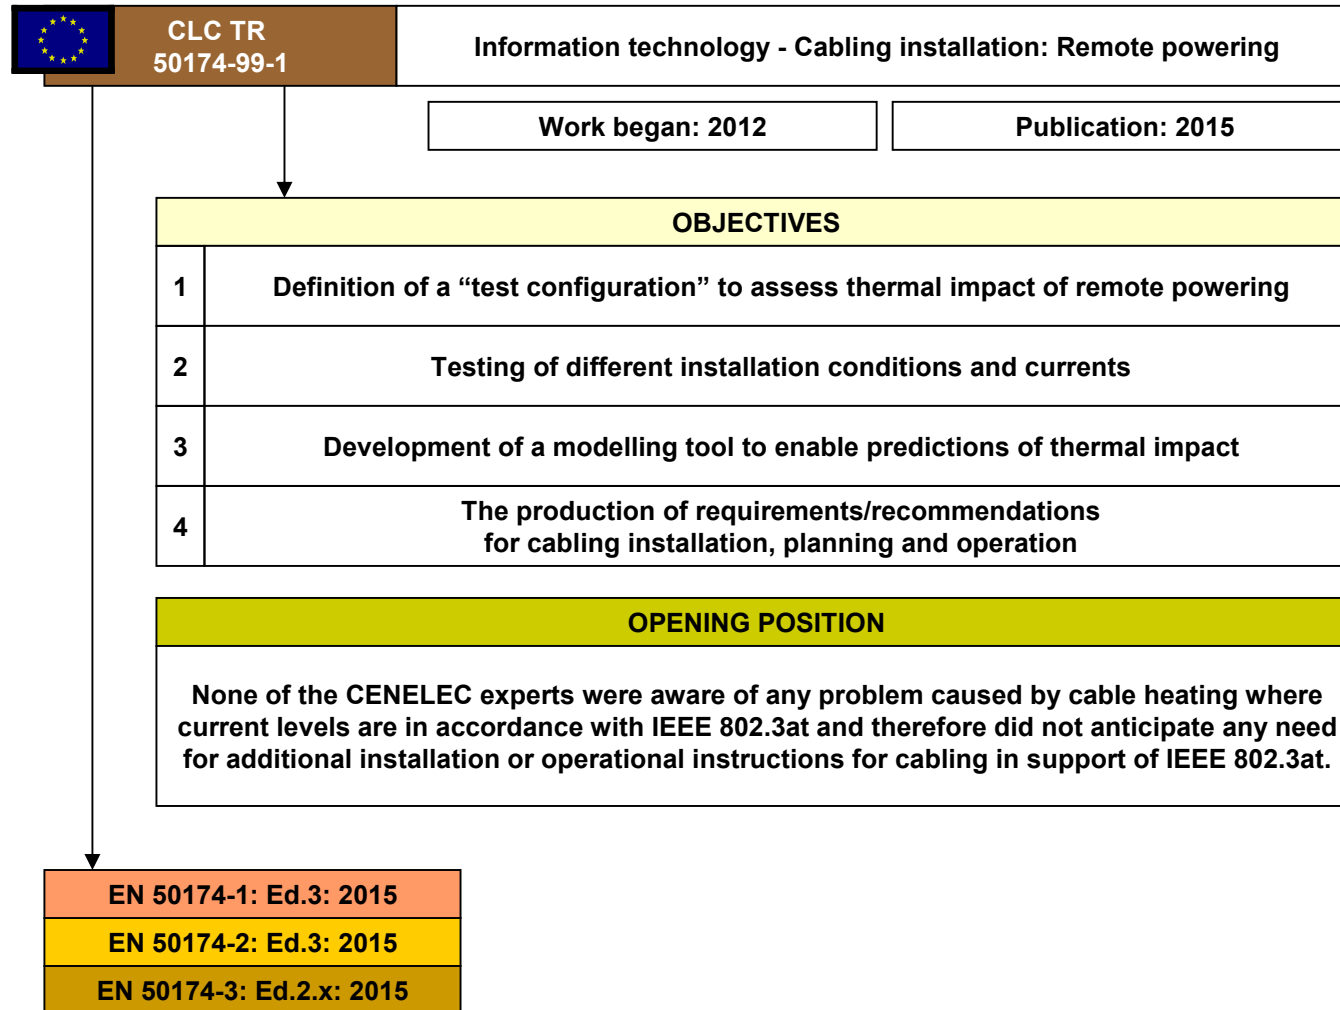 CLC TR
50174-99-1
Information technology - Cabling installation: Remote powering
Work began: 2012
Publication: 2015
OBJECTIVES
1
Definition of a “test configuration” to assess thermal impact of remote powering
2
Testing of different installation conditions and currents
3
Development of a modelling tool to enable predictions of thermal impact
4
The production of requirements/recommendations
for cabling installation, planning and operation
OPENING POSITION
None of the CENELEC experts were aware of any problem caused by cable heating where
current levels are in accordance with IEEE 802.3at and therefore did not anticipate any need
for additional installation or operational instructions for cabling in support of IEEE 802.3at.
EN 50174-1: Ed.3: 2015
EN 50174-2: Ed.3: 2015
EN 50174-3: Ed.2.x: 2015